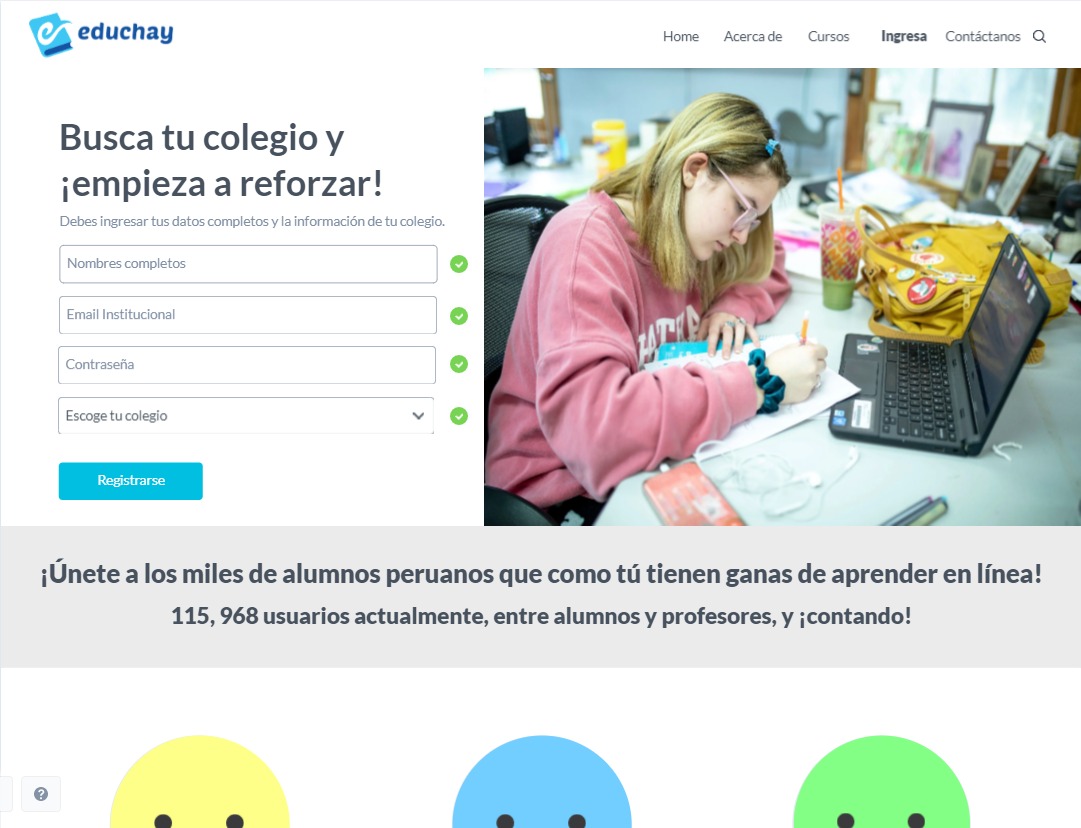 educhay
Home Acerca de Cursos Ingresa Contáctanos
Busca tu colegio y
¡empieza a reforzar!
Debes ingresar tus datos completos y la información de tu colegio.
Nombres completos
Email Institucional
Contraseña
Escoge tu colegio
Registrarse
¡Únete a los miles de alumnos peruanos que como tú tienen ganas de aprender en línea!
115, 968 usuarios actualmente, entre alumnos y profesores, y ¡contando!